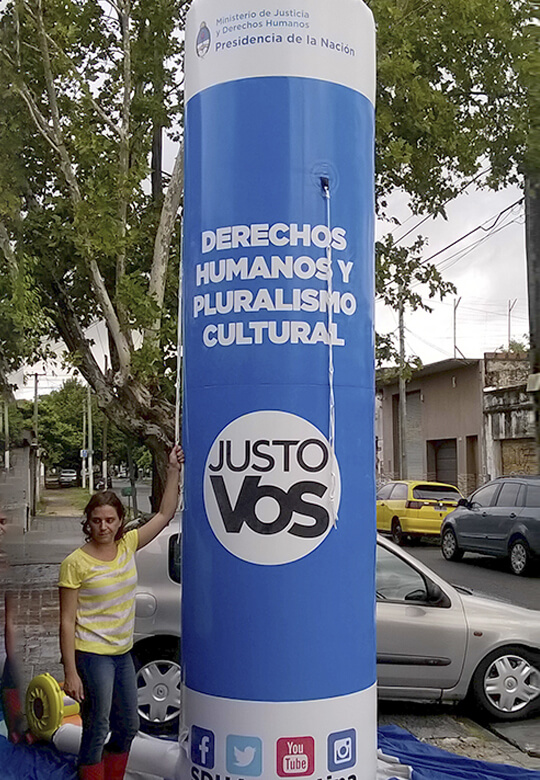 Ministerio de Justicia
y Derechos Humanos
Presidencia de la Nación
DERECHOS
HUMANOS Y
PLURALISMO
CULTURAL
JUSTO
VOS
You
Tube